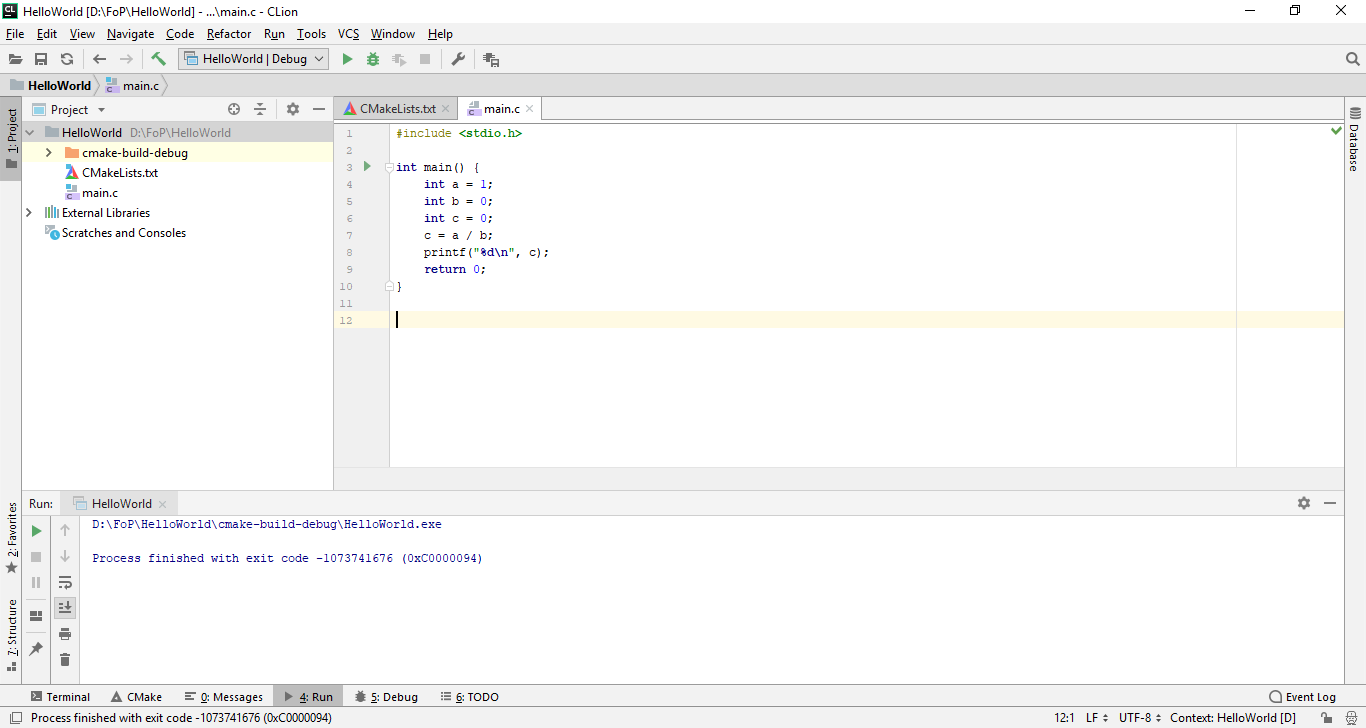 CL HelloWorld [D:\FoP\HelloWorld] - ...\main.c - CLion
File Edit View Navigate Code Refactor Run Tools VCS Window Help
HelloWorld | Debug
HelloWorld main.c
1: Project
Project
HelloWorld D:\FoP\HelloWorld
cmake-build-debug
CMakeLists.txt
main.c
External Libraries
Scratches and Consoles
CMakeLists.txt main.c
1 #include <stdio.h>
2
3 int main() {
4 int a = 1;
5 int b = 0;
6 int c = 0;
7 c = a / b;
8 printf("%d\n", c);
9 return 0;
10 }
11
12
Database
2: Favorites
7: Structure
Run: HelloWorld
D:\FoP\HelloWorld\cmake-build-debug\HelloWorld.exe
Process finished with exit code -1073741676 (0xC0000094)
Terminal CMake 0: Messages 4: Run 5: Debug 6: TODO Event Log
Process finished with exit code -1073741676 (0xC0000094) 12:1 LF UTF-8 Context: HelloWorld [D]